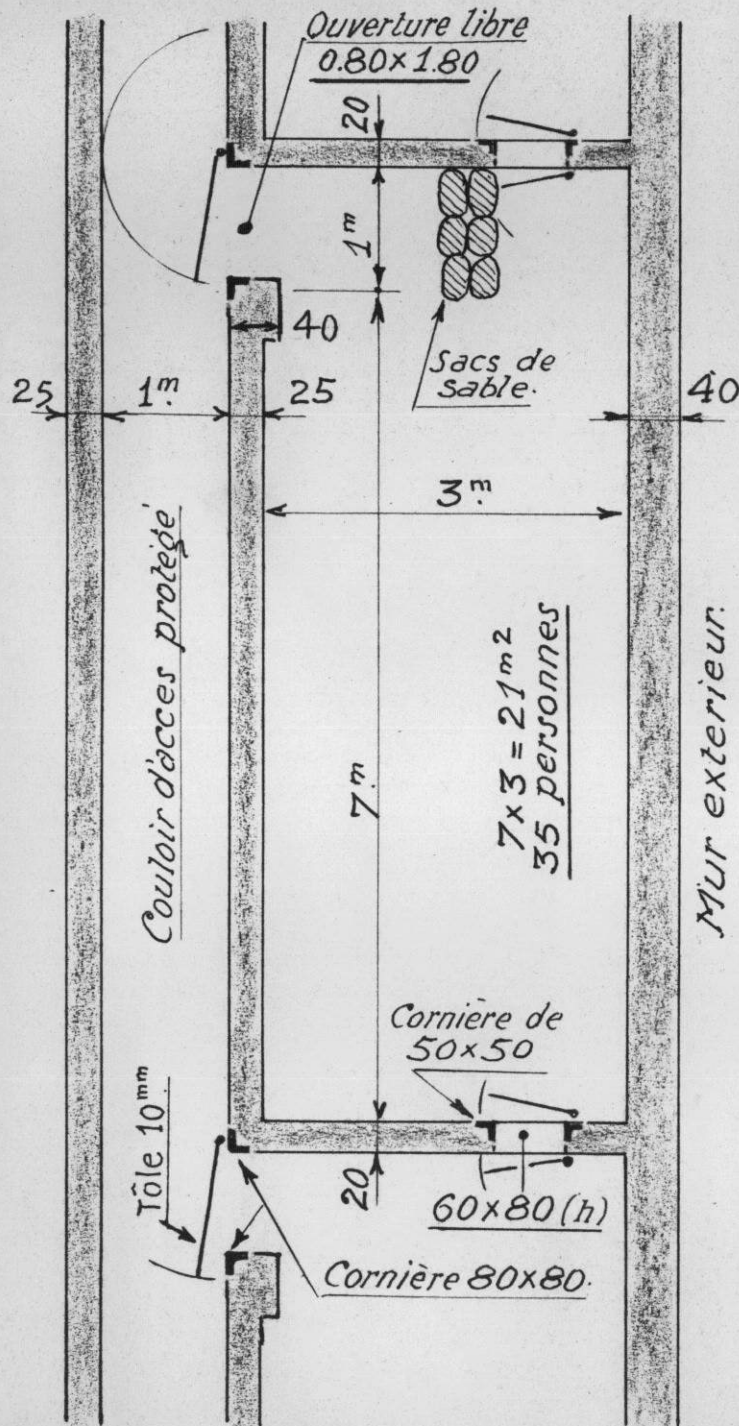 Ouverture libre
0.80×1.80
20
1m
40
Sacs de
sable.
25
1m
25
40
3m
Couloir d'acces protégé
7m
7×3=21m2
35 personnes
Mur exterieur.
Cornière de
50×50
Tôle 10mm
20
60×80(h)
Cornière 80×80.